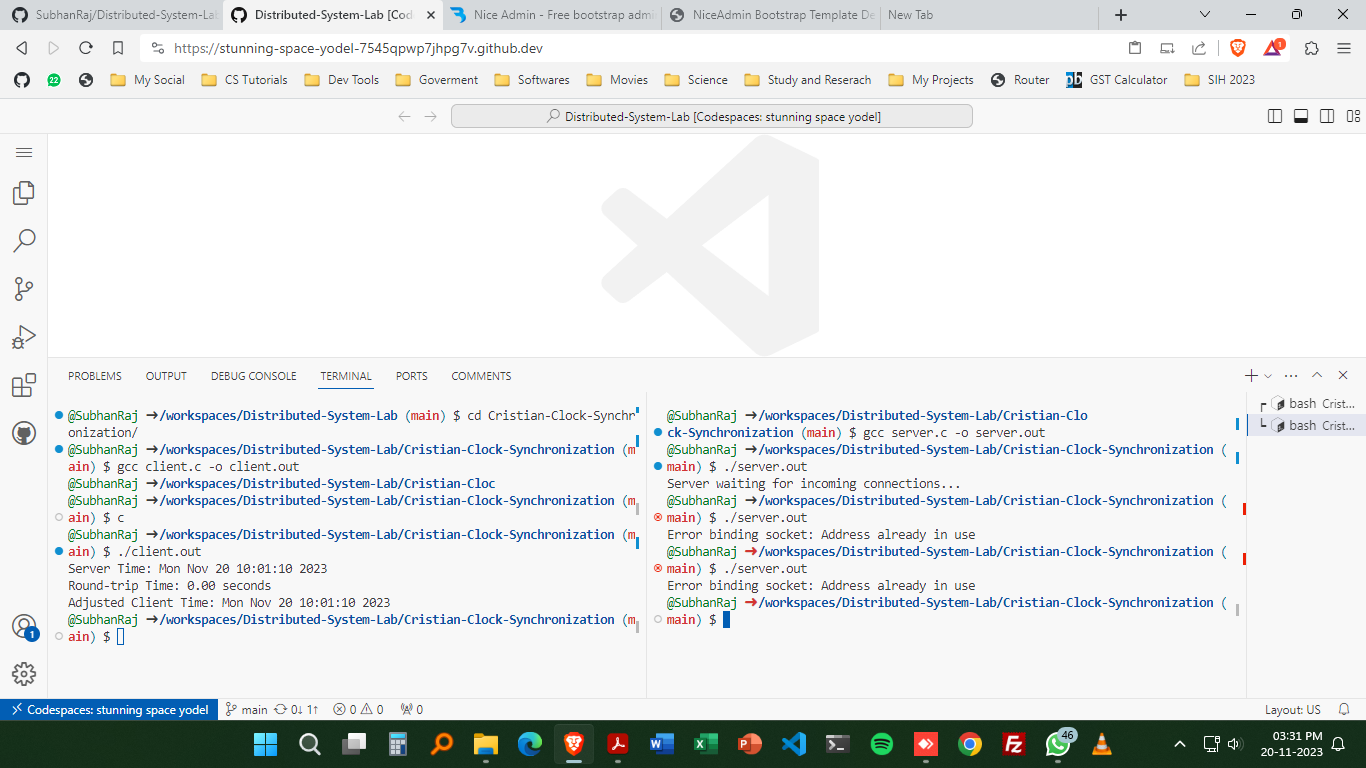 SubhanRaj/Distributed-System-Lab
Distributed-System-Lab [Cod
Nice Admin - Free bootstrap admi
NiceAdmin Bootstrap Template De
New Tab
https://stunning-space-yodel-7545qpwp7jhpg7v.github.dev
1
22
My Social
CS Tutorials
Dev Tools
Goverment
Softwares
Movies
Science
Study and Reserach
My Projects
Router
GST Calculator
SIH 2023
Distributed-System-Lab [Codespaces: stunning space yodel]
PROBLEMS
OUTPUT
DEBUG CONSOLE
TERMINAL
PORTS
COMMENTS
@SubhanRaj ➜/workspaces/Distributed-System-Lab (main) $ cd Cristian-Clock-Synchr
onization/
@SubhanRaj ➜/workspaces/Distributed-System-Lab/Cristian-Clock-Synchronization (m
ain) $ gcc client.c -o client.out
@SubhanRaj ➜/workspaces/Distributed-System-Lab/Cristian-Cloc
@SubhanRaj ➜/workspaces/Distributed-System-Lab/Cristian-Clock-Synchronization (m
ain) $ c
@SubhanRaj ➜/workspaces/Distributed-System-Lab/Cristian-Clock-Synchronization (m
ain) $ ./client.out
Server Time: Mon Nov 20 10:01:10 2023
Round-trip Time: 0.00 seconds
Adjusted Client Time: Mon Nov 20 10:01:10 2023
@SubhanRaj ➜/workspaces/Distributed-System-Lab/Cristian-Clock-Synchronization (m
ain) $
@SubhanRaj ➜/workspaces/Distributed-System-Lab/Cristian-Clo
ck-Synchronization (main) $ gcc server.c -o server.out
@SubhanRaj ➜/workspaces/Distributed-System-Lab/Cristian-Clock-Synchronization (
main) $ ./server.out
Server waiting for incoming connections...
@SubhanRaj ➜/workspaces/Distributed-System-Lab/Cristian-Clock-Synchronization (
main) $ ./server.out
Error binding socket: Address already in use
@SubhanRaj ➜/workspaces/Distributed-System-Lab/Cristian-Clock-Synchronization (
main) $ ./server.out
Error binding socket: Address already in use
@SubhanRaj ➜/workspaces/Distributed-System-Lab/Cristian-Clock-Synchronization (
main) $
bash Crist...
bash Crist...
1
Codespaces: stunning space yodel
main
0↓ 1↑
0
0
0
Layout: US
46
03:31 PM
20-11-2023